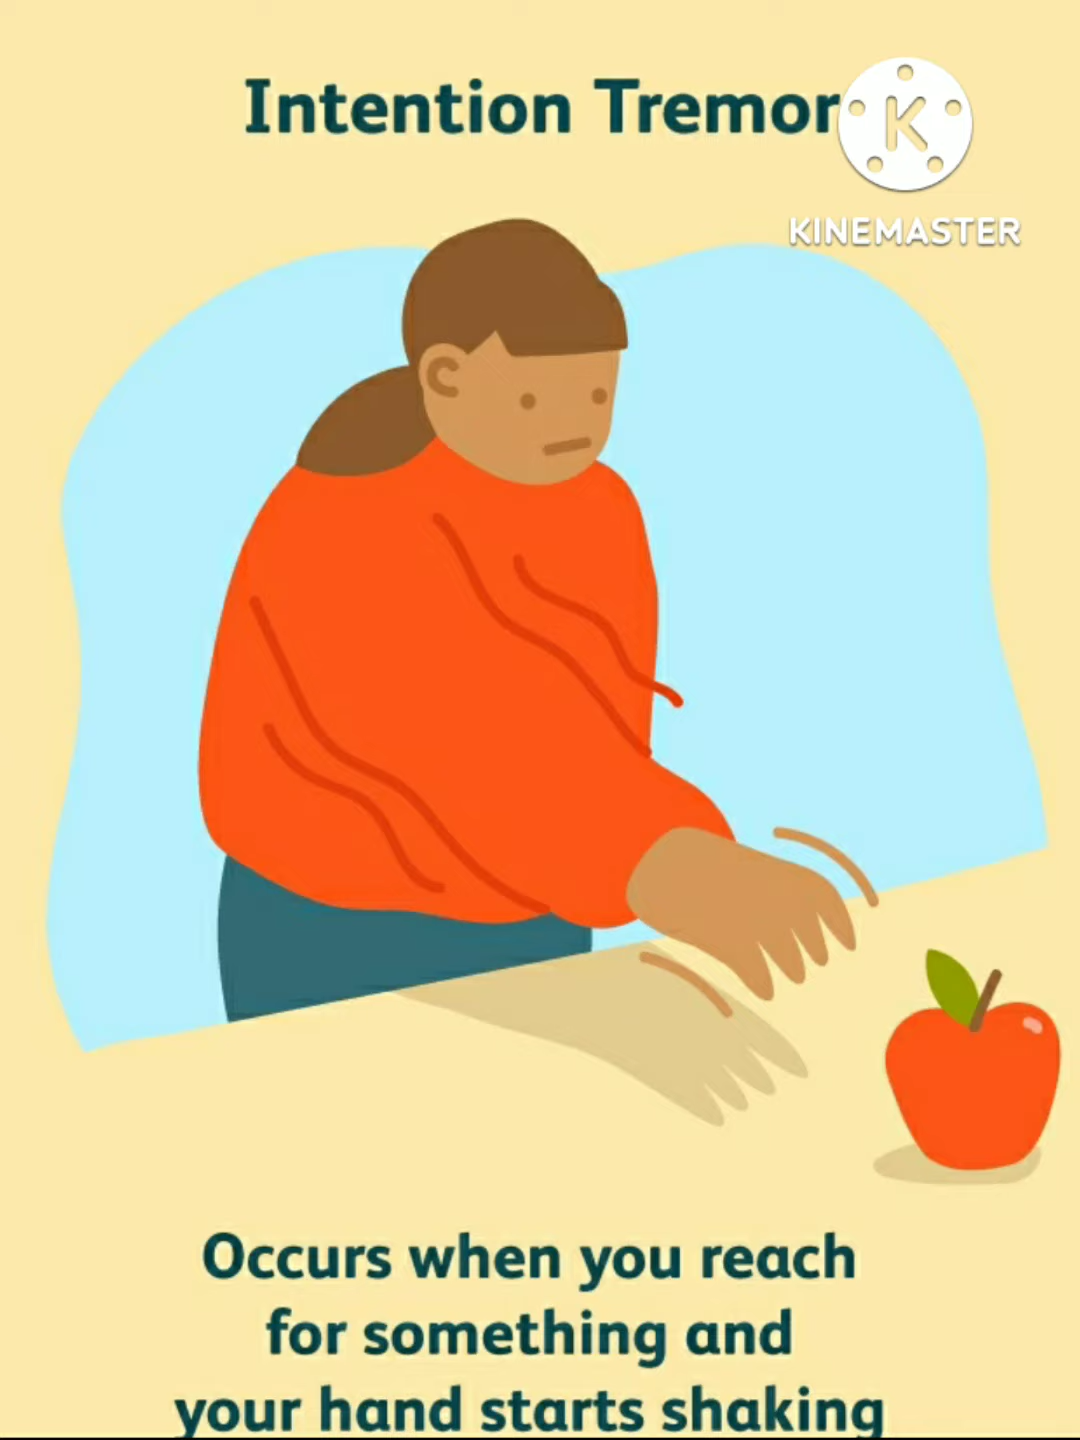 Intention Tremor
K
KINEMASTER
Occurs when you reach
for something and
your hand starts shaking